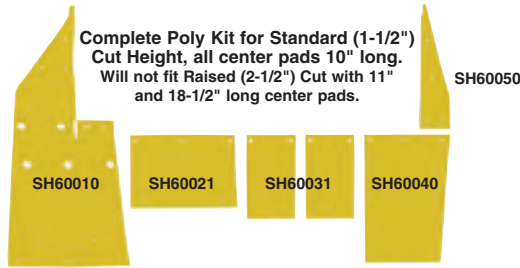 Complete Poly Kit for Standard (1-1/2")
Cut Height, all center pads 10" long.
Will not fit Raised (2-1/2") Cut with 11"
and 18-1/2" long center pads.
SH60050
SH60010
SH60021
SH60031
SH60040